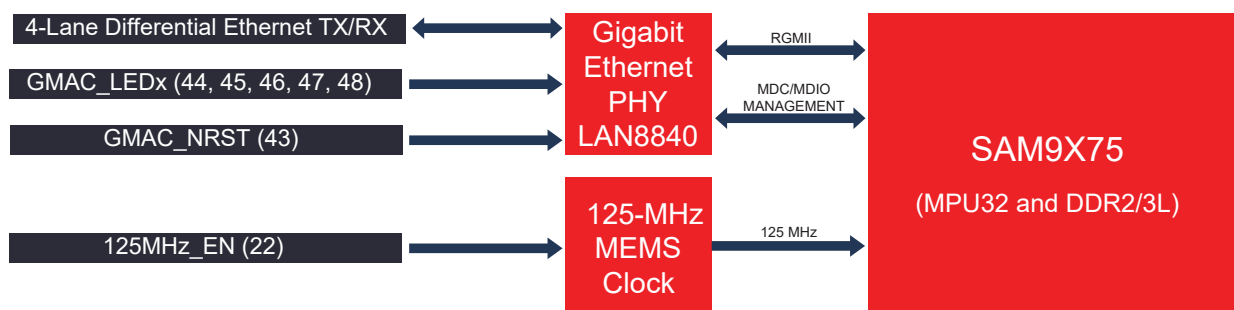 4-Lane Differential Ethernet TX/RX
GMAC_LEDx (44, 45, 46, 47, 48)
GMAC_NRST (43)
125MHz_EN (22)
Gigabit
Ethernet
PHY
LAN8840
125-MHz
MEMS
Clock
RGMII
MDC/MDIO
MANAGEMENT
125 MHz
SAM9X75
(MPU32 and DDR2/3L)